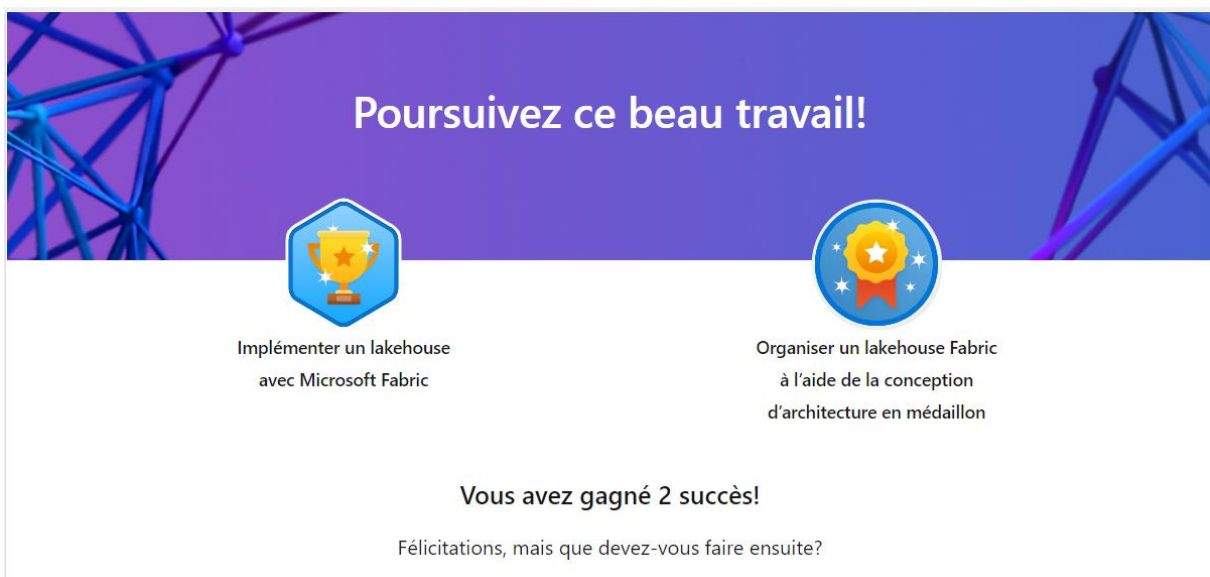 Poursuivez ce beau travail!
Implémenter un lakehouse
avec Microsoft Fabric
Organiser un lakehouse Fabric
à l’aide de la conception
d’architecture en médaillon
Vous avez gagné 2 succès!
Félicitations, mais que devez-vous faire ensuite?